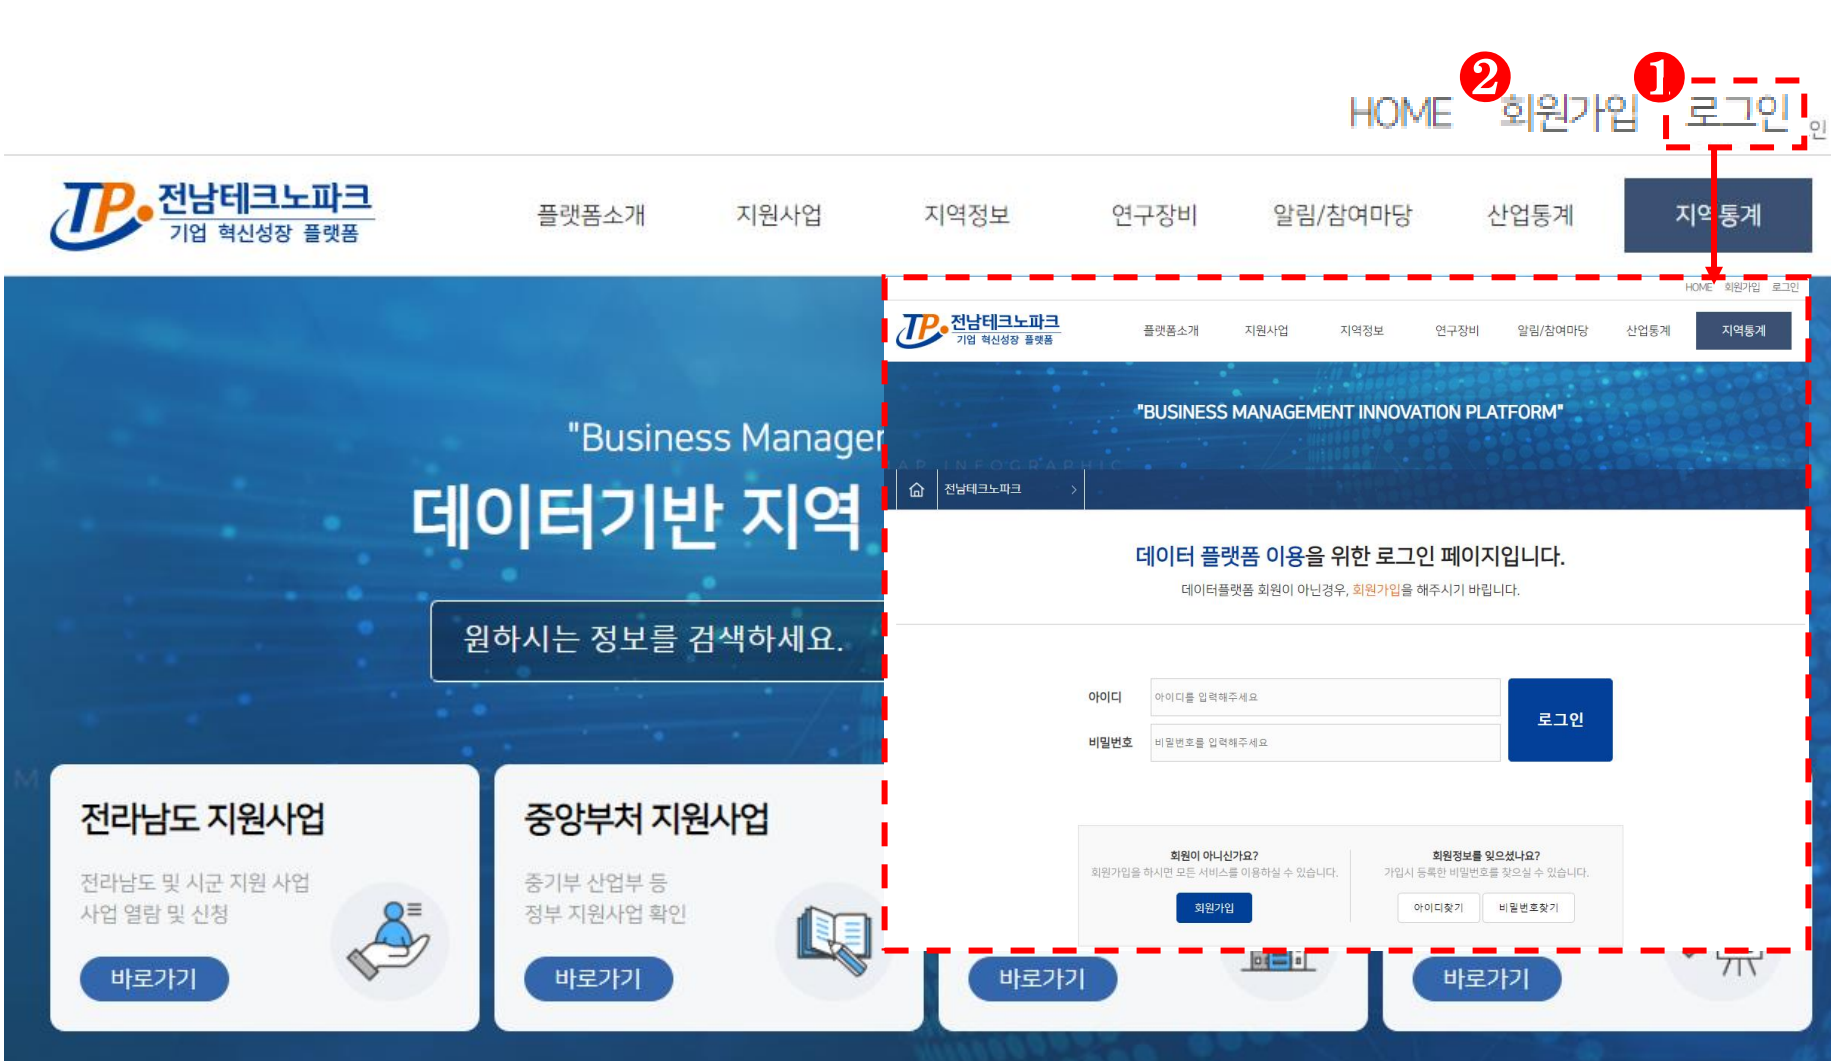 HOME ❷ 회원가입 ❶ 로그인
인
TP. 전남테크노파크
기업 혁신성장 플랫폼
플랫폼소개 지원사업 지역정보 연구장비 알림/참여마당 산업통계 지역통계
"Business Manager
데이터기반 지역
원하시는 정보를 검색하세요.
HOME 회원가입 로그인
TP. 전남테크노파크
기업 혁신성장 플랫폼
플랫폼소개 지원사업 지역정보 연구장비 알림/참여마당 산업통계 지역통계
"BUSINESS MANAGEMENT INNOVATION PLATFORM"
AP INFOGRAPHIC
전남테크노파크 >
데이터 플랫폼 이용을 위한 로그인 페이지입니다.
데이터플랫폼 회원이 아닌경우, 회원가입을 해주시기 바랍니다.
아이디 아이디를 입력해주세요
비밀번호 비밀번호를 입력해주세요
로그인
회원이 아니신가요?
회원가입을 하시면 모든 서비스를 이용하실 수 있습니다.
회원가입
회원정보를 잊으셨나요?
가입시 등록한 비밀번호를 찾으실 수 있습니다.
아이디찾기 비밀번호찾기
M
전라남도 지원사업
전라남도 및 시군 지원 사업
사업 열람 및 신청
바로가기
중앙부처 지원사업
중기부 산업부 등
정부 지원사업 확인
바로가기
바로가기
바로가기